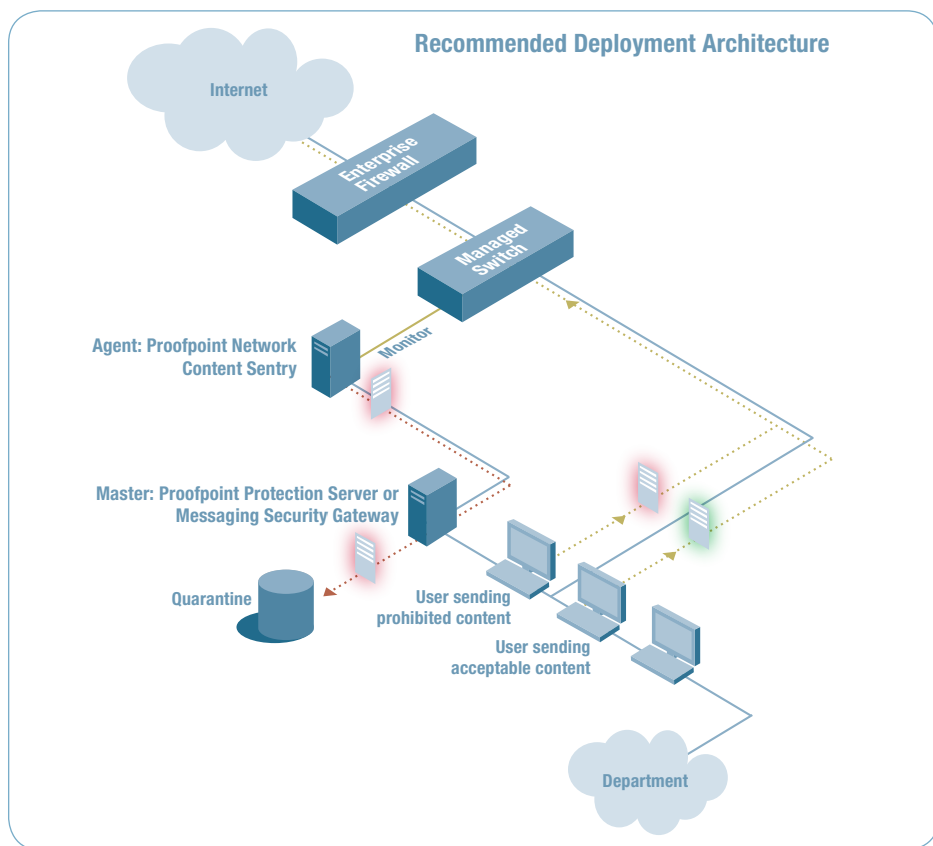 Recommended Deployment Architecture
Internet
Enterprise
Firewall
Managed
Switch
Monitor
Agent: Proofpoint Network
Content Sentry
Master: Proofpoint Protection Server or
Messaging Security Gateway
Quarantine
User sending
prohibited content
User sending
acceptable content
Department